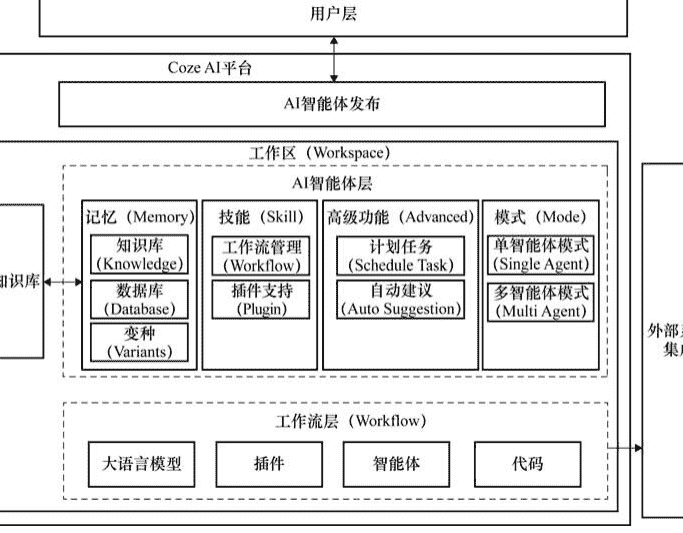 用户层
Coze AI平台
AI智能体发布
工作区（Workspace）
AI智能体层
记忆（Memory）
知识库
（Knowledge）
数据库
（Database）
变种
（Variants）
技能（Skill）
工作流管理
（Workflow）
插件支持
（Plugin）
高级功能（Advanced）
计划任务
（Schedule Task）
自动建议
（Auto Suggestion）
模式（Mode）
单智能体模式
（Single Agent）
多智能体模式
（Multi Agent）
知识库
外部
集
工作流层（Workflow）
大语言模型
插件
智能体
代码